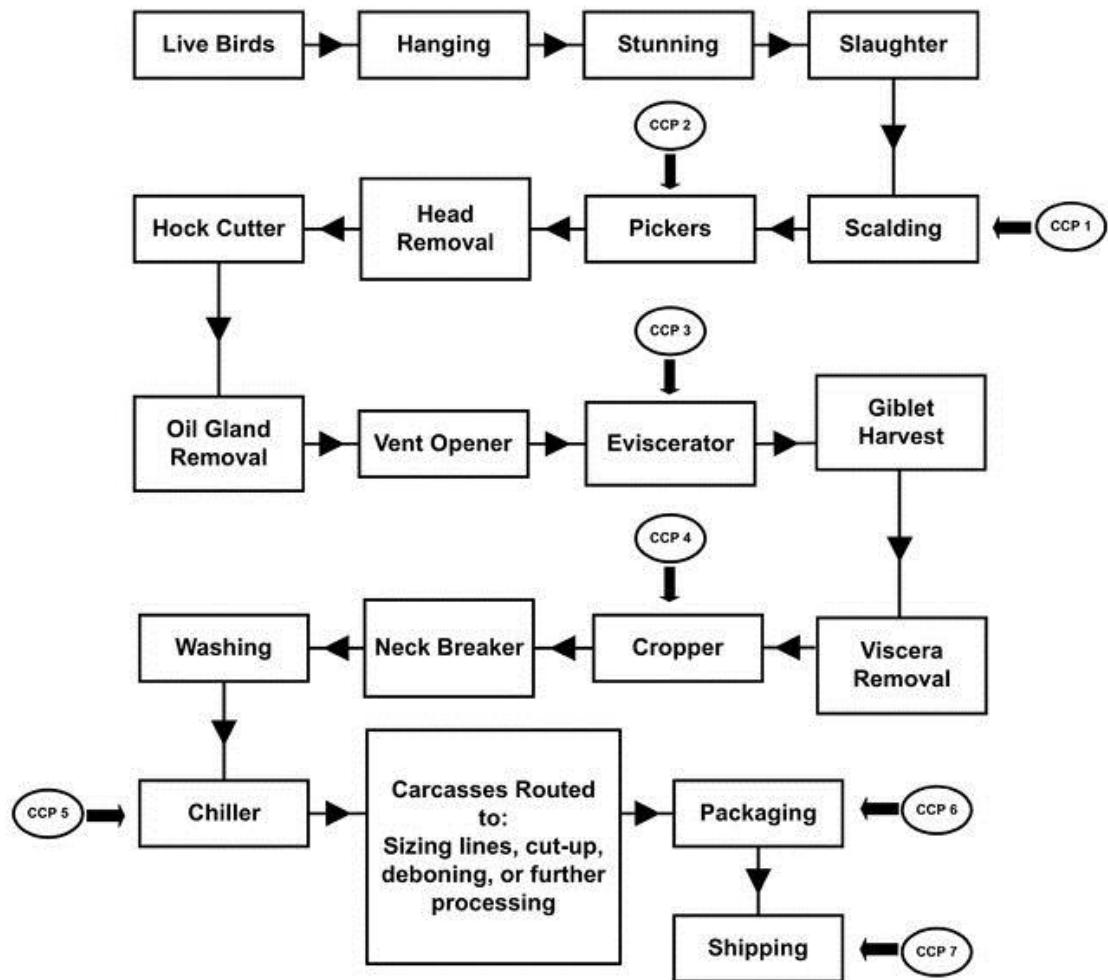 Live Birds
Hanging
Stunning
Slaughter
CCP 2
Hock Cutter
Head
Removal
Pickers
Scalding
CCP 1
CCP 3
Oil Gland
Removal
Vent Opener
Eviscerator
Giblet
Harvest
CCP 4
Washing
Neck Breaker
Cropper
Viscera
Removal
CCP 5
Chiller
Carcasses Routed
to:
Sizing lines, cut-up,
deboning, or further
processing
Packaging
CCP 6
Shipping
CCP 7